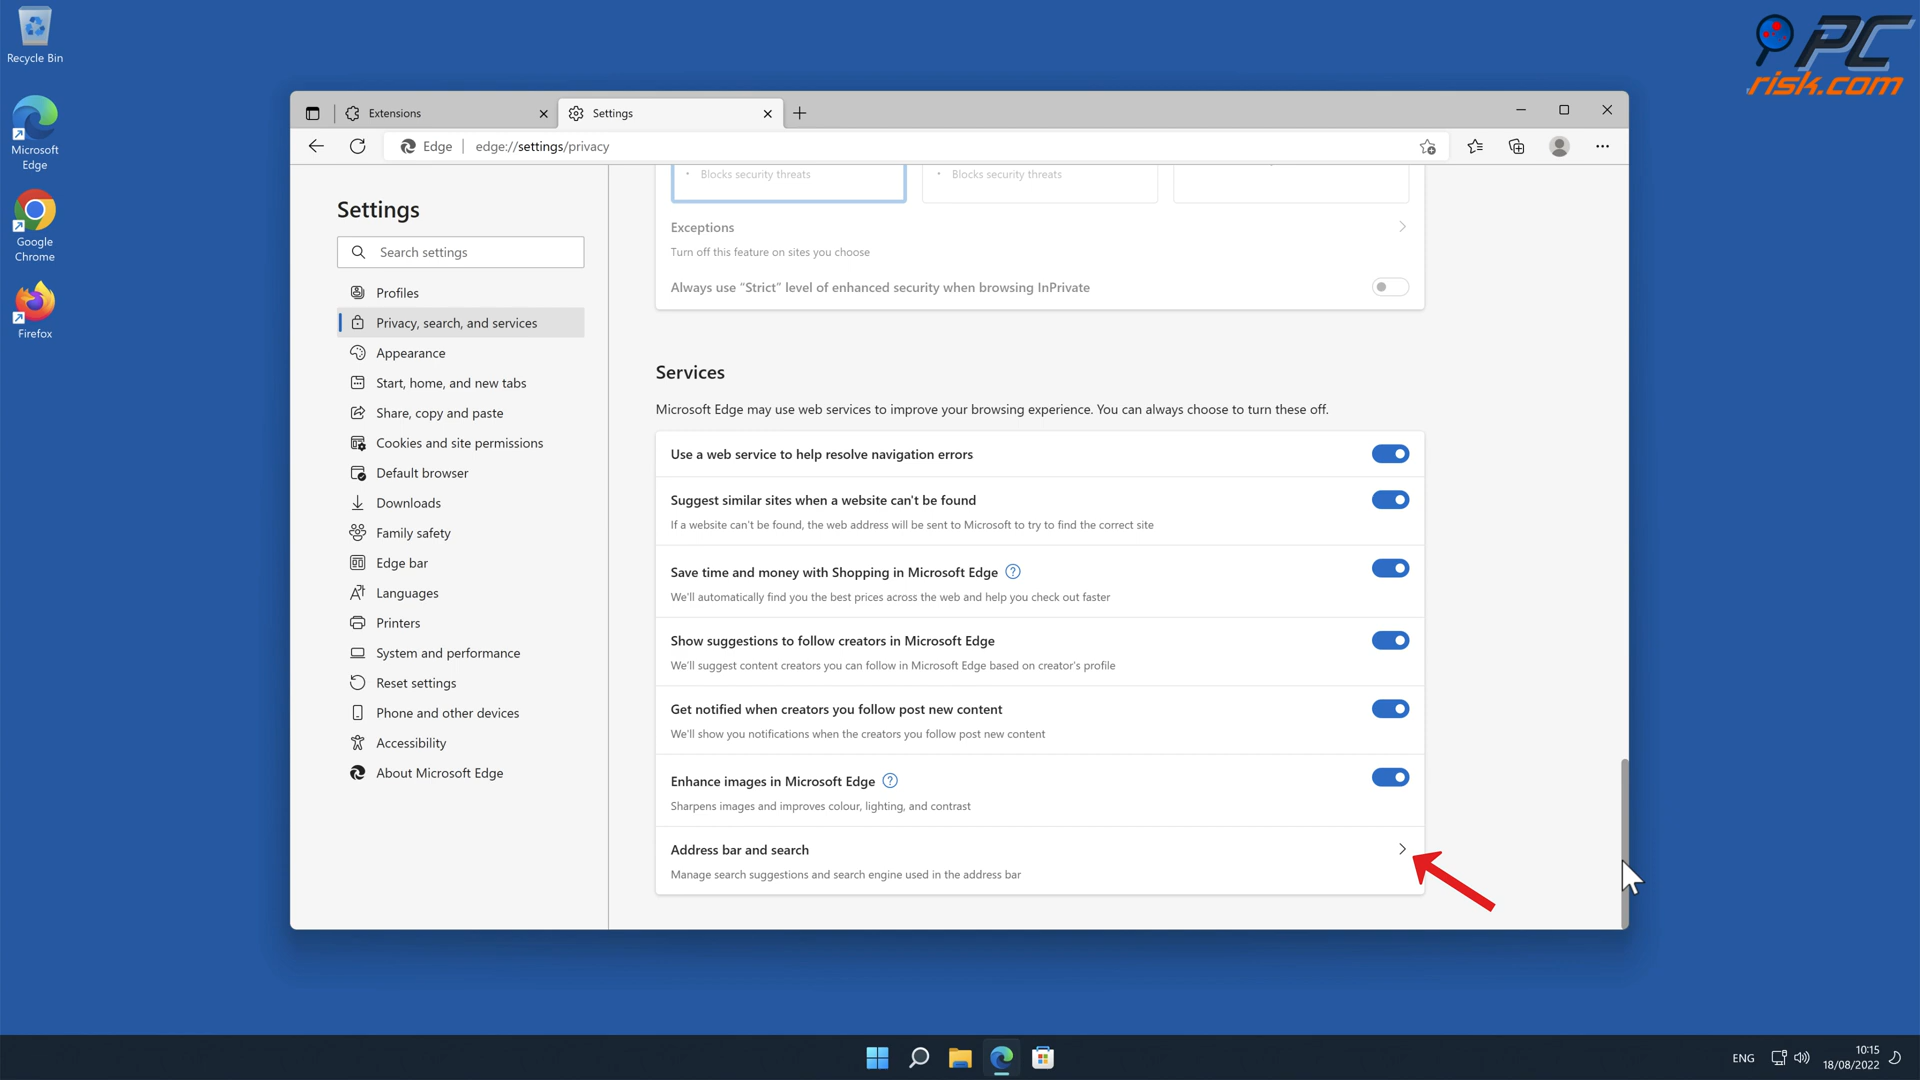 Recycle Bin
Microsoft
Edge
Google
Chrome
Firefox
PC
risk.com
Extensions
Settings
Edge
edge://settings/privacy
Settings
Search settings
Profiles
Privacy, search, and services
Appearance
Start, home, and new tabs
Share, copy and paste
Cookies and site permissions
Default browser
Downloads
Family safety
Edge bar
Languages
Printers
System and performance
Reset settings
Phone and other devices
Accessibility
About Microsoft Edge
• Blocks security threats
• Blocks security threats
Exceptions
Turn off this feature on sites you choose
Always use “Strict” level of enhanced security when browsing InPrivate
Services
Microsoft Edge may use web services to improve your browsing experience. You can always choose to turn these off.
Use a web service to help resolve navigation errors
Suggest similar sites when a website can't be found
If a website can't be found, the web address will be sent to Microsoft to try to find the correct site
Save time and money with Shopping in Microsoft Edge ?
We'll automatically find you the best prices across the web and help you check out faster
Show suggestions to follow creators in Microsoft Edge
We'll suggest content creators you can follow in Microsoft Edge based on creator's profile
Get notified when creators you follow post new content
We'll show you notifications when the creators you follow post new content
Enhance images in Microsoft Edge ?
Sharpens images and improves colour, lighting, and contrast
Address bar and search
Manage search suggestions and search engine used in the address bar
ENG
10:15
18/08/2022